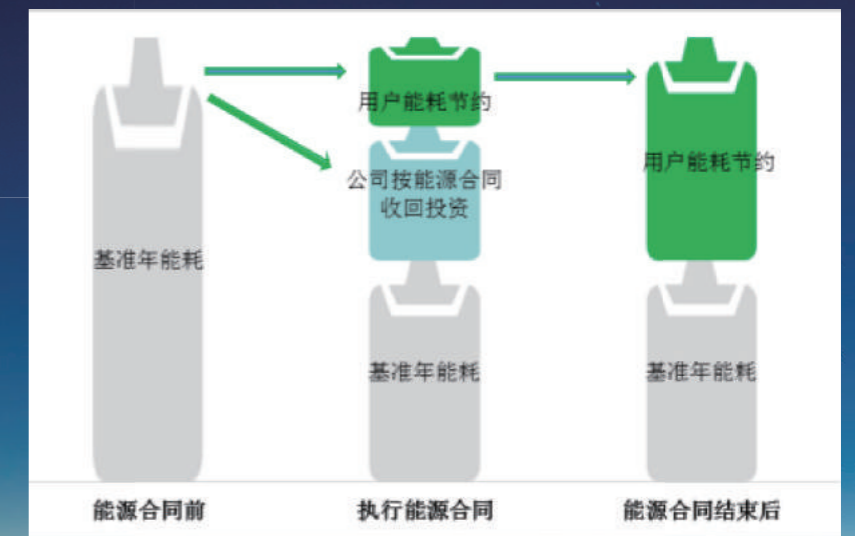 用户能耗节约
用户能耗节约
公司按能源合同
收回投资
基准年能耗
基准年能耗
基准年能耗
能源合同前
执行能源合同
能源合同结束后